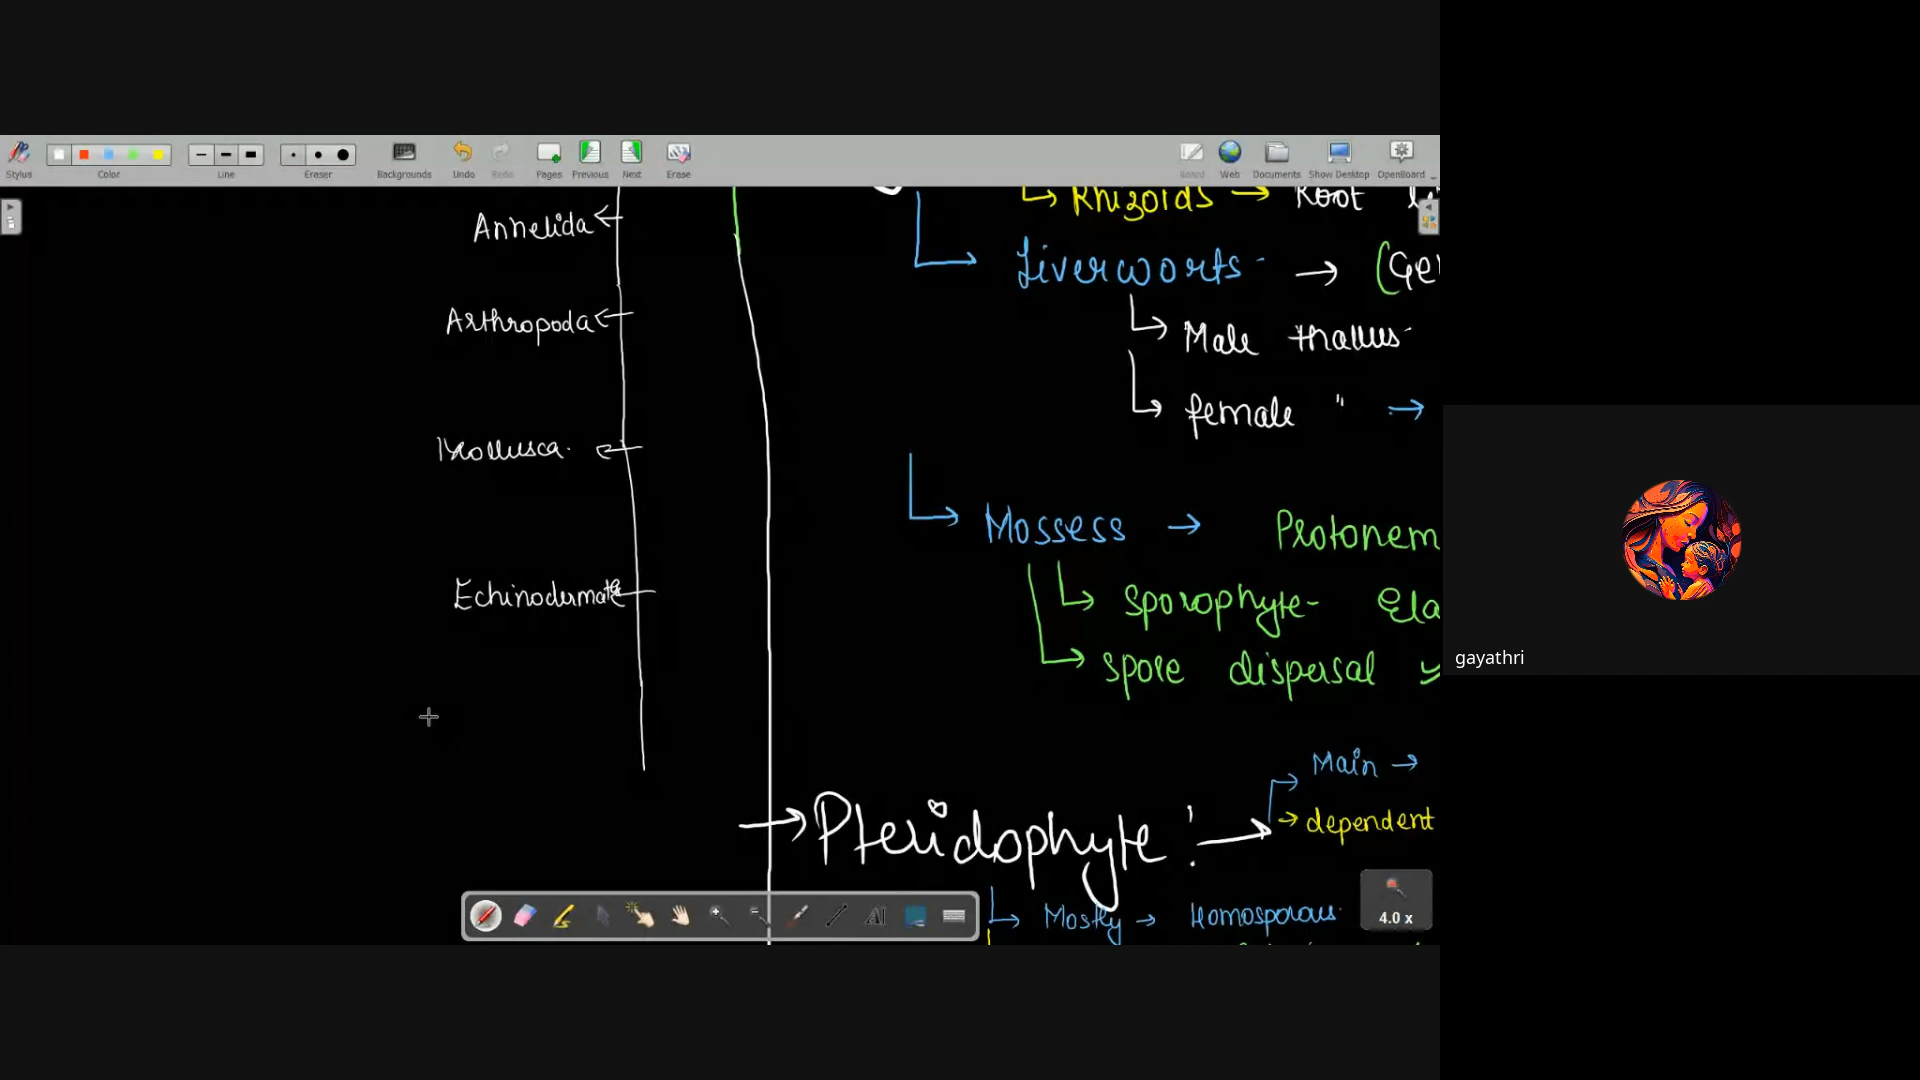 Stylus Color Line Eraser Backgrounds Undo Redo Pages Previous Next Erase Board Web Documents Show Desktop OpenBoard
Annelida
Arthropoda
Mollusca
Echinodermata
Rhizoids → Root
Liverworts → (Ge
Male thallus
female " →
Mossess → Protonem
Sporophyte - Ela
spore dispersal
Pteridophyte : →
Main →
→ dependent
Mostly → Homosporous
4.0 x
gayathri